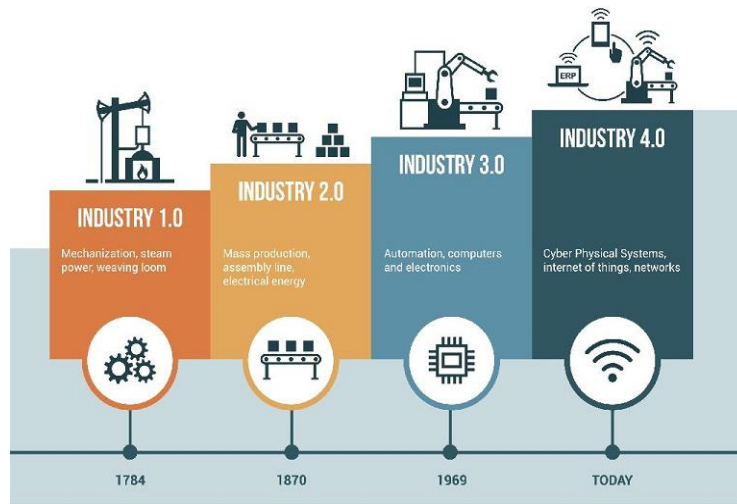 ERP
INDUSTRY 1.0
Mechanization, steam
power, weaving loom
INDUSTRY 2.0
Mass production,
assembly line,
electrical energy
INDUSTRY 3.0
Automation, computers
and electronics
INDUSTRY 4.0
Cyber Physical Systems,
internet of things, networks
1784
1870
1969
TODAY